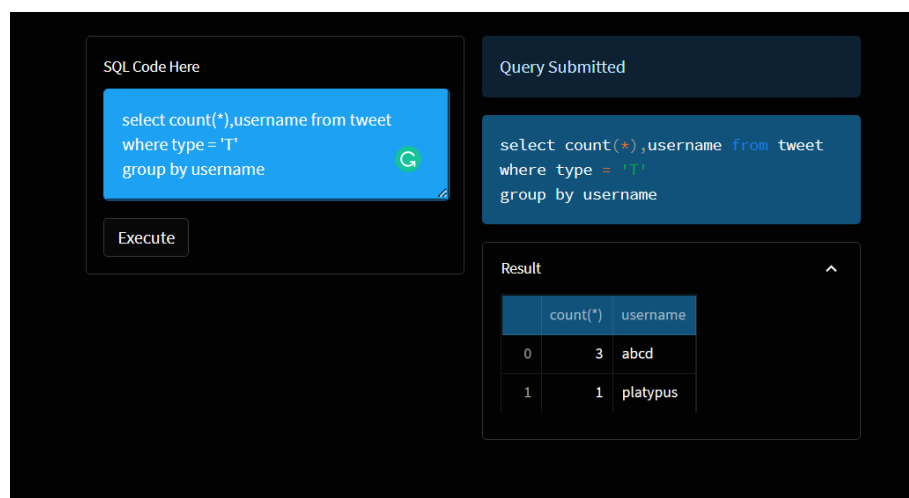 SQL Code Here
select count(*),username from tweet
where type = 'T'
group by username
Execute
Query Submitted
select count(*),username from tweet
where type = 'T'
group by username
Result
count(*) username
0 3 abcd
1 1 platypus